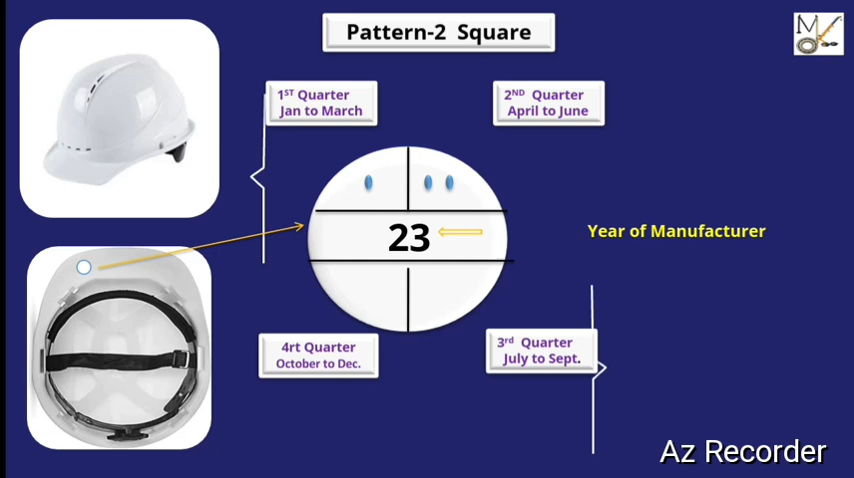 Pattern-2 Square
M
1ST Quarter
Jan to March
2ND Quarter
April to June
23
Year of Manufacturer
4rt Quarter
October to Dec.
3rd Quarter
July to Sept.
Az Recorder